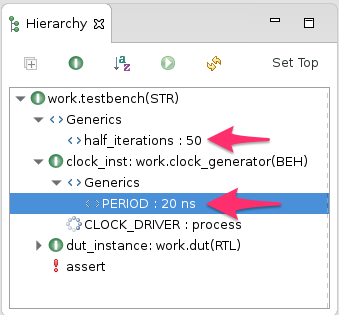 Hierarchy
Set Top
work.testbench(STR)
Generics
half_iterations : 50
clock_inst: work.clock_generator(BEH)
Generics
PERIOD : 20 ns
CLOCK_DRIVER : process
dut_instance: work.dut(RTL)
assert